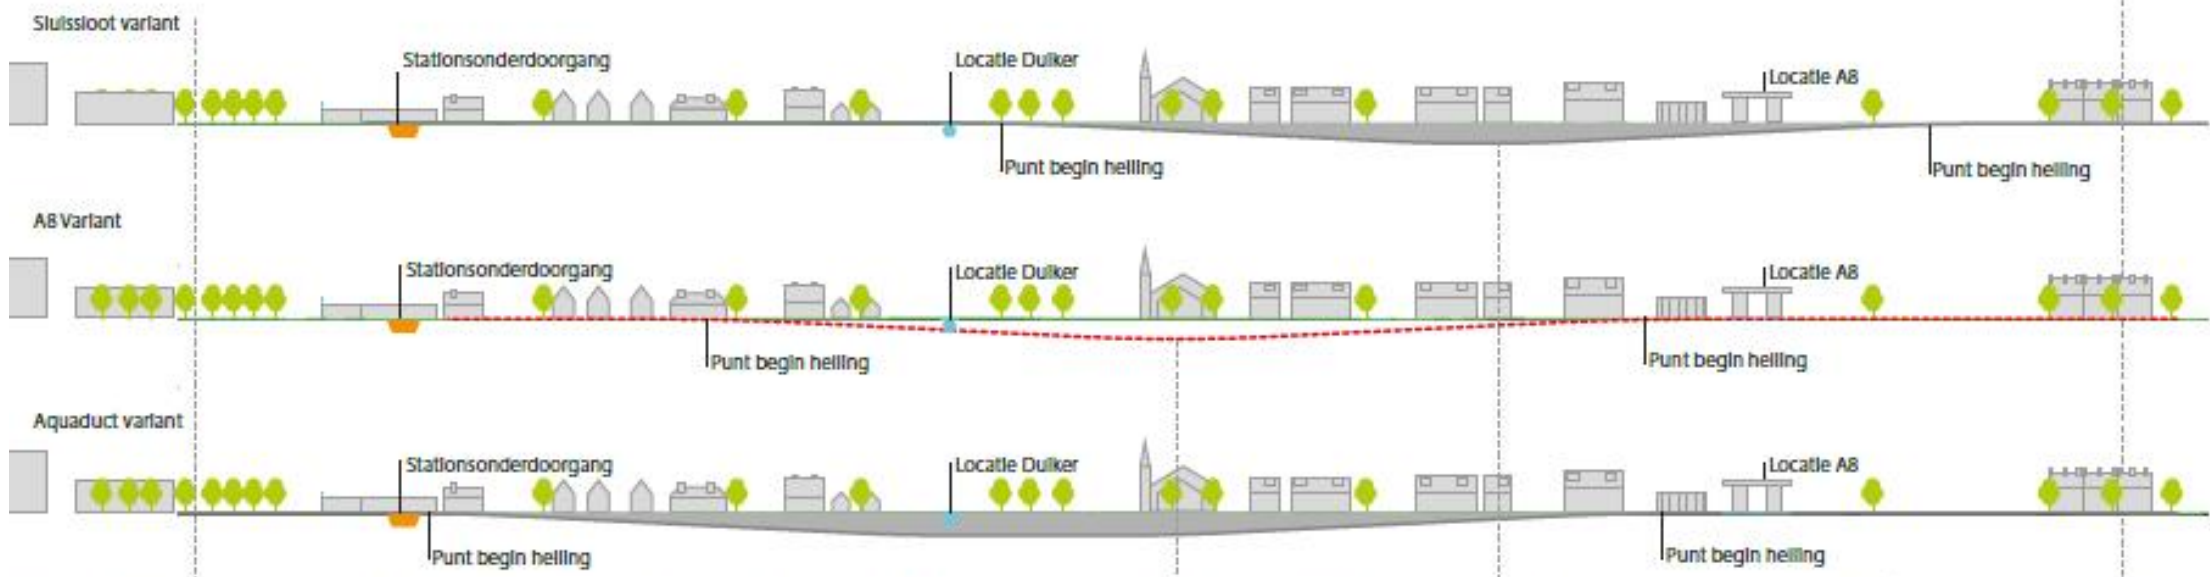 Sluissloot variant
Stationsonderdoorgang
Locatie Duiker
Locatie A8
Punt begin helling
Punt begin helling
A8 Variant
Stationsonderdoorgang
Locatie Duiker
Locatie A8
Punt begin helling
Punt begin helling
Aquaduct variant
Stationsonderdoorgang
Locatie Duiker
Locatie A8
Punt begin helling
Punt begin helling